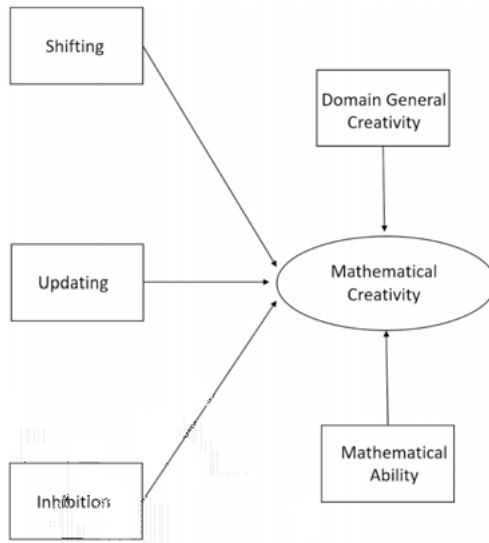 Shifting
Domain General
Creativity
Updating
Mathematical
Creativity
Mathematical
Ability
Inhibition